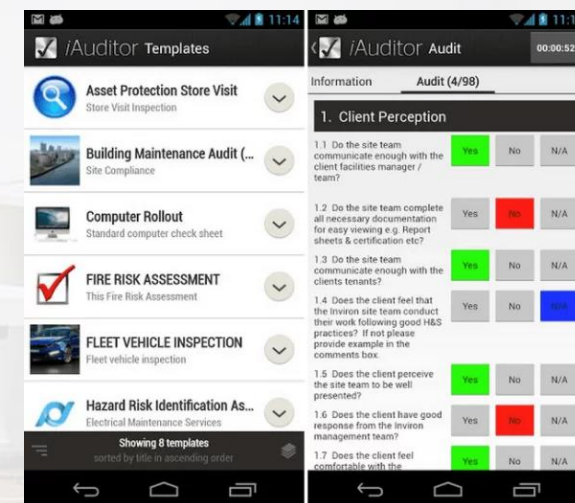 11:14
iAuditor Templates
Asset Protection Store Visit
Store Visit Inspection
Building Maintenance Audit (...
Site Compliance
Computer Rollout
Standard computer check sheet
FIRE RISK ASSESSMENT
This Fire Risk Assessment
FLEET VEHICLE INSPECTION
Fleet vehicle inspection
Hazard Risk Identification As...
Electrical Maintenance Services
Showing 8 templates
sorted by title in ascending order
iAuditor Audit
00:00:52
Information Audit (4/98)
1. Client Perception
1.1 Do the site team
communicate enough with the
client facilities manager /
team?
Yes No N/A
1.2 Do the site team complete
all necessary documentation
for easy viewing e.g. Report
sheets & certification etc?
Yes No N/A
1.3 Do the site team
communicate enough with the
clients tenants?
Yes No N/A
1.4 Does the client feel that
the Inviron site team conduct
their work following good H&S
practices? If not please
provide example in the
comments box.
Yes No N/A
1.5 Does the client perceive
the site team to be well
presented?
Yes No N/A
1.6 Does the client have good
response from the Inviron
management team?
Yes No N/A
1.7 Does the client feel
comfortable with the
Yes No N/A